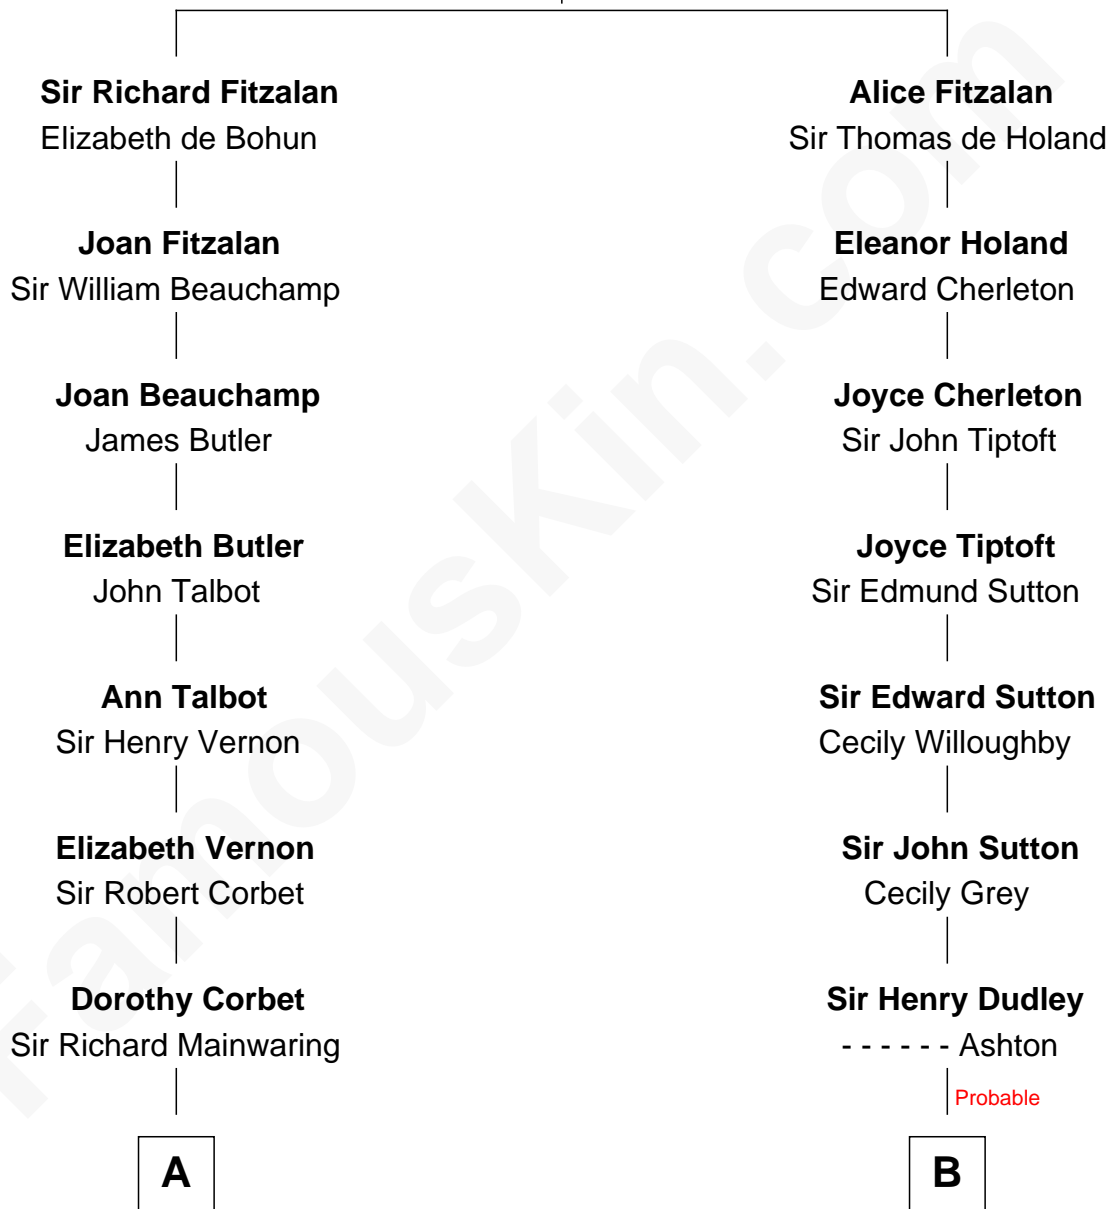 Sir Richard Fitzalan
Elizabeth de Bohun
Joan Fitzalan
Sir William Beauchamp
Joan Beauchamp
James Butler
Elizabeth Butler
John Talbot
Ann Talbot
Sir Henry Vernon
Elizabeth Vernon
Sir Robert Corbet
Dorothy Corbet
Sir Richard Mainwaring
A
Alice Fitzalan
Sir Thomas de Holand
Eleanor Holand
Edward Cherleton
Joyce Cherleton
Sir John Tiptoft
Joyce Tiptoft
Sir Edmund Sutton
Sir Edward Sutton
Cecily Willoughby
Sir John Sutton
Cecily Grey
Sir Henry Dudley
- - - - - - Ashton
Probable
B
FamousKin.com